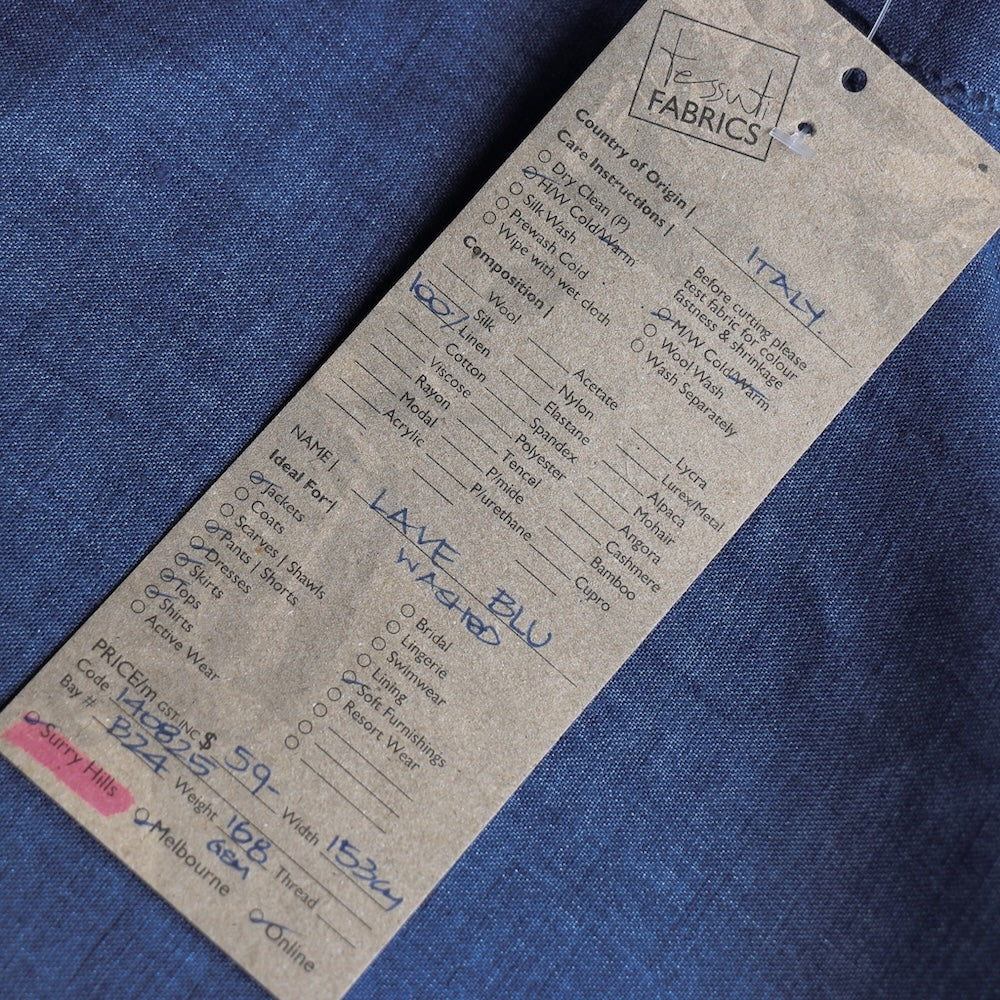 Tessuti
FABRICS
Country of Origin | ITALY
Care Instructions |
Dry Clean (P)
H/W Cold/Warm
Silk Wash
Prewash Cold
Wipe with wet cloth
Before cutting please
test fabric for colour
fastness & shrinkage
M/W Cold/Warm
Wool Wash
Wash Separately
Composition |
Wool
Silk
100% Linen
Cotton
Viscose
Rayon
Modal
Acrylic
Acetate
Nylon
Elastane
Spandex
Polyester
Tencel
P/mide
P/urethane
Lycra
Lurex/Metal
Alpaca
Mohair
Angora
Cashmere
Bamboo
Cupro
NAME | LAVE BLU
WASHED
Ideal For |
Jackets
Coats
Scarves | Shawls
Pants | Shorts
Dresses
Skirts
Tops
Shirts
Active Wear
Bridal
Lingerie
Swimwear
Lining
Soft Furnishings
Resort Wear
PRICE/m GST.INC $ 59-
Code 140825 Width 153cm
Bay # B224 Weight 168 GSM Thread
Surry Hills Melbourne Online